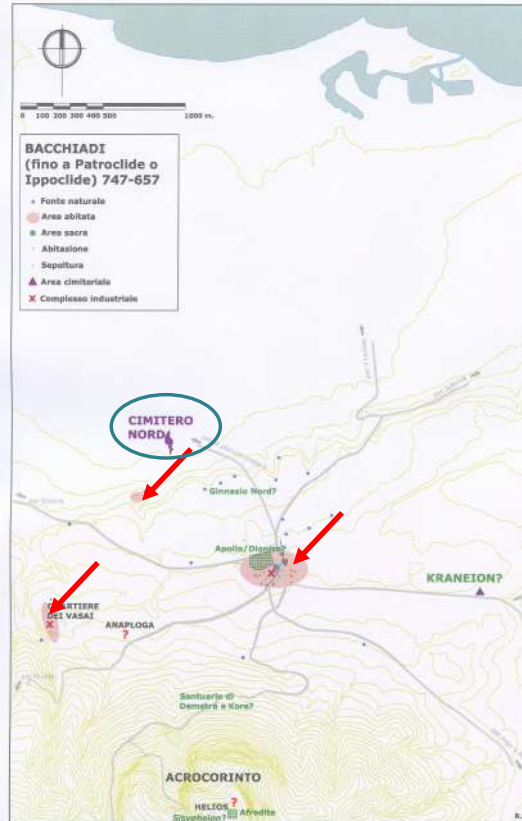 0 100 200 300 400 500 1000 m.
BACCHIADI
(fino a Patroclide o
Ippoclide) 747-657
Fonte naturale
Area abitata
Area sacra
Abitazione
Sepoltura
Area cimiteriale
Complesso industriale
CIMITERO
NORD
Ginnasio Nord?
Apollo/Dioniso?
KRANEION?
QUARTIERE
DEI VASAI
ANAPLOGA
?
Santuario di
Demetra e Kore?
ACROCORINTO
HELIOS ?
Sisypheion?
Afrodite